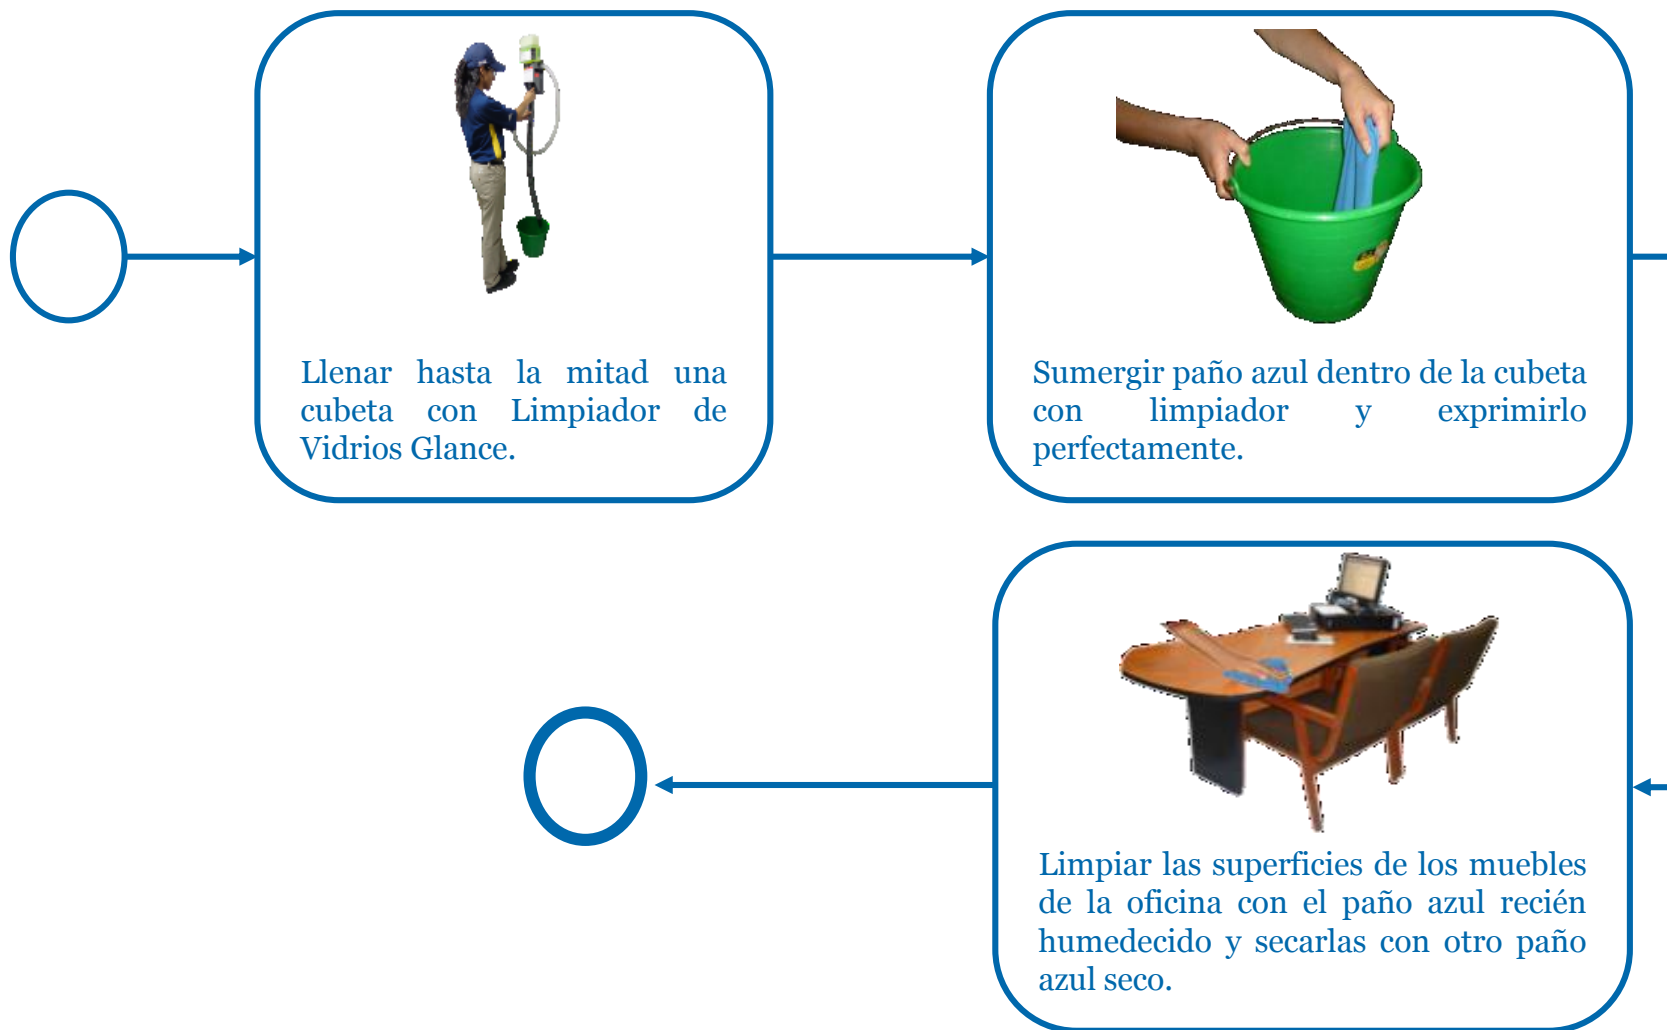 Llenar hasta la mitad una
cubeta con Limpiador de
Vidrios Glance.
Sumergir paño azul dentro de la cubeta
con limpiador y exprimirlo
perfectamente.
Limpiar las superficies de los muebles
de la oficina con el paño azul recién
humedecido y secarlas con otro paño
azul seco.